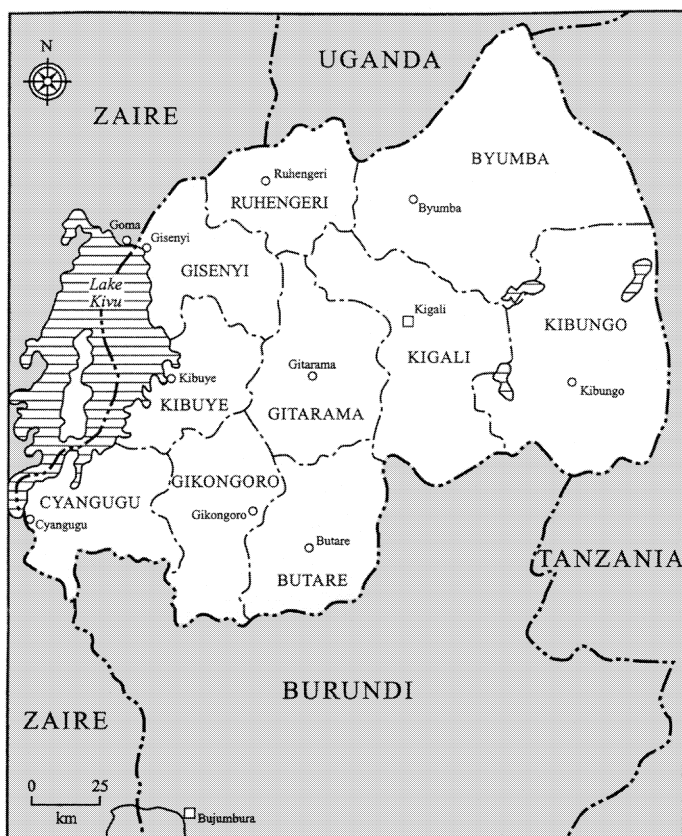 N
UGANDA
ZAIRE
BYUMBA
Ruhengeri
RUHENGERI
Byumba
Goma
Gisenyi
GISENYI
Lake
Kivu
Kigali
KIBUNGO
KIGALI
Gitarama
Kibuye
Kibungo
KIBUYE
GITARAMA
GIKONGORO
CYANGUGU
Gikongoro
Cyangugu
Butare
TANZANIA
BUTARE
BURUNDI
ZAIRE
0 25
km
Bujumbura